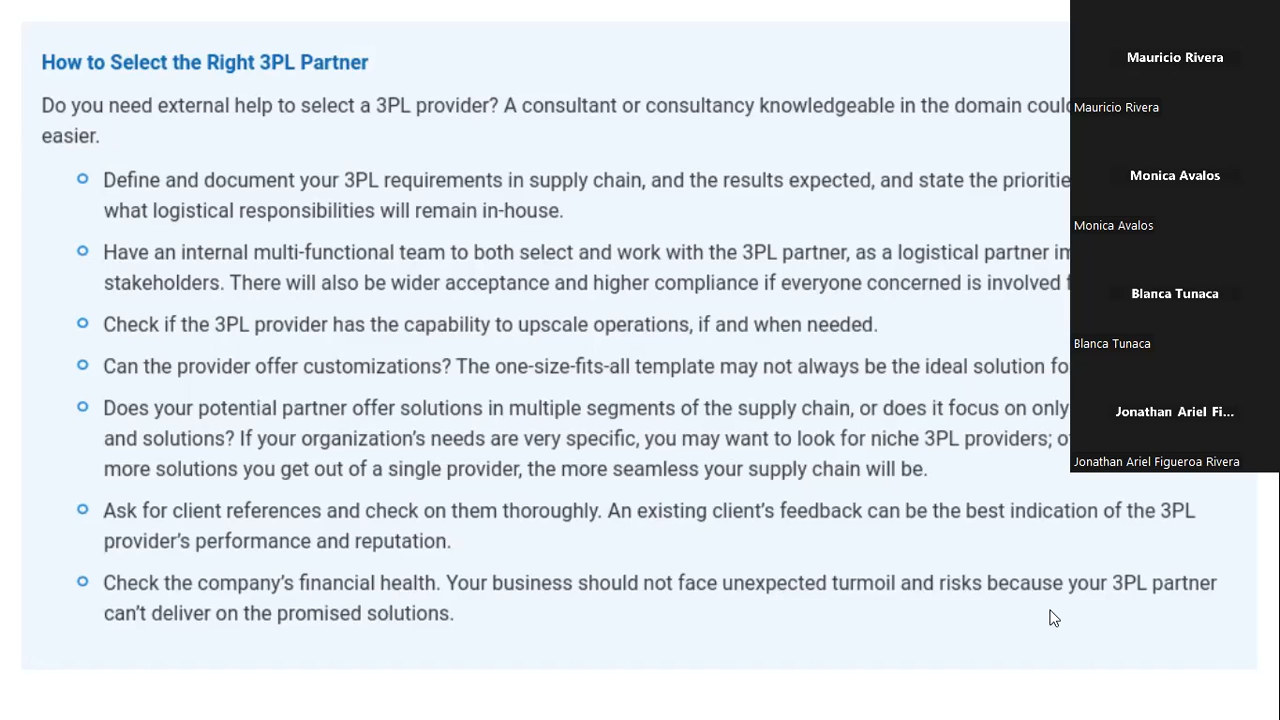 How to Select the Right 3PL Partner
Do you need external help to select a 3PL provider? A consultant or consultancy knowledgeable in the domain
easier.
Define and document your 3PL requirements in supply chain, and the results expected, and state the
what logistical responsibilities will remain in-house.
Have an internal multi-functional team to both select and work with the 3PL partner, as a logistical partner
stakeholders. There will also be wider acceptance and higher compliance if everyone concerned is involved
Check if the 3PL provider has the capability to upscale operations, if and when needed.
Can the provider offer customizations? The one-size-fits-all template may not always be the ideal solution
Does your potential partner offer solutions in multiple segments of the supply chain, or does it focus on only
and solutions? If your organization’s needs are very specific, you may want to look for niche 3PL providers;
more solutions you get out of a single provider, the more seamless your supply chain will be.
Ask for client references and check on them thoroughly. An existing client’s feedback can be the best indication of the 3PL
provider’s performance and reputation.
Check the company’s financial health. Your business should not face unexpected turmoil and risks because your 3PL partner
can’t deliver on the promised solutions.
Mauricio Rivera
Mauricio Rivera
Monica Avalos
Monica Avalos
Blanca Tunaca
Blanca Tunaca
Jonathan Ariel Fi...
Jonathan Ariel Figueroa Rivera